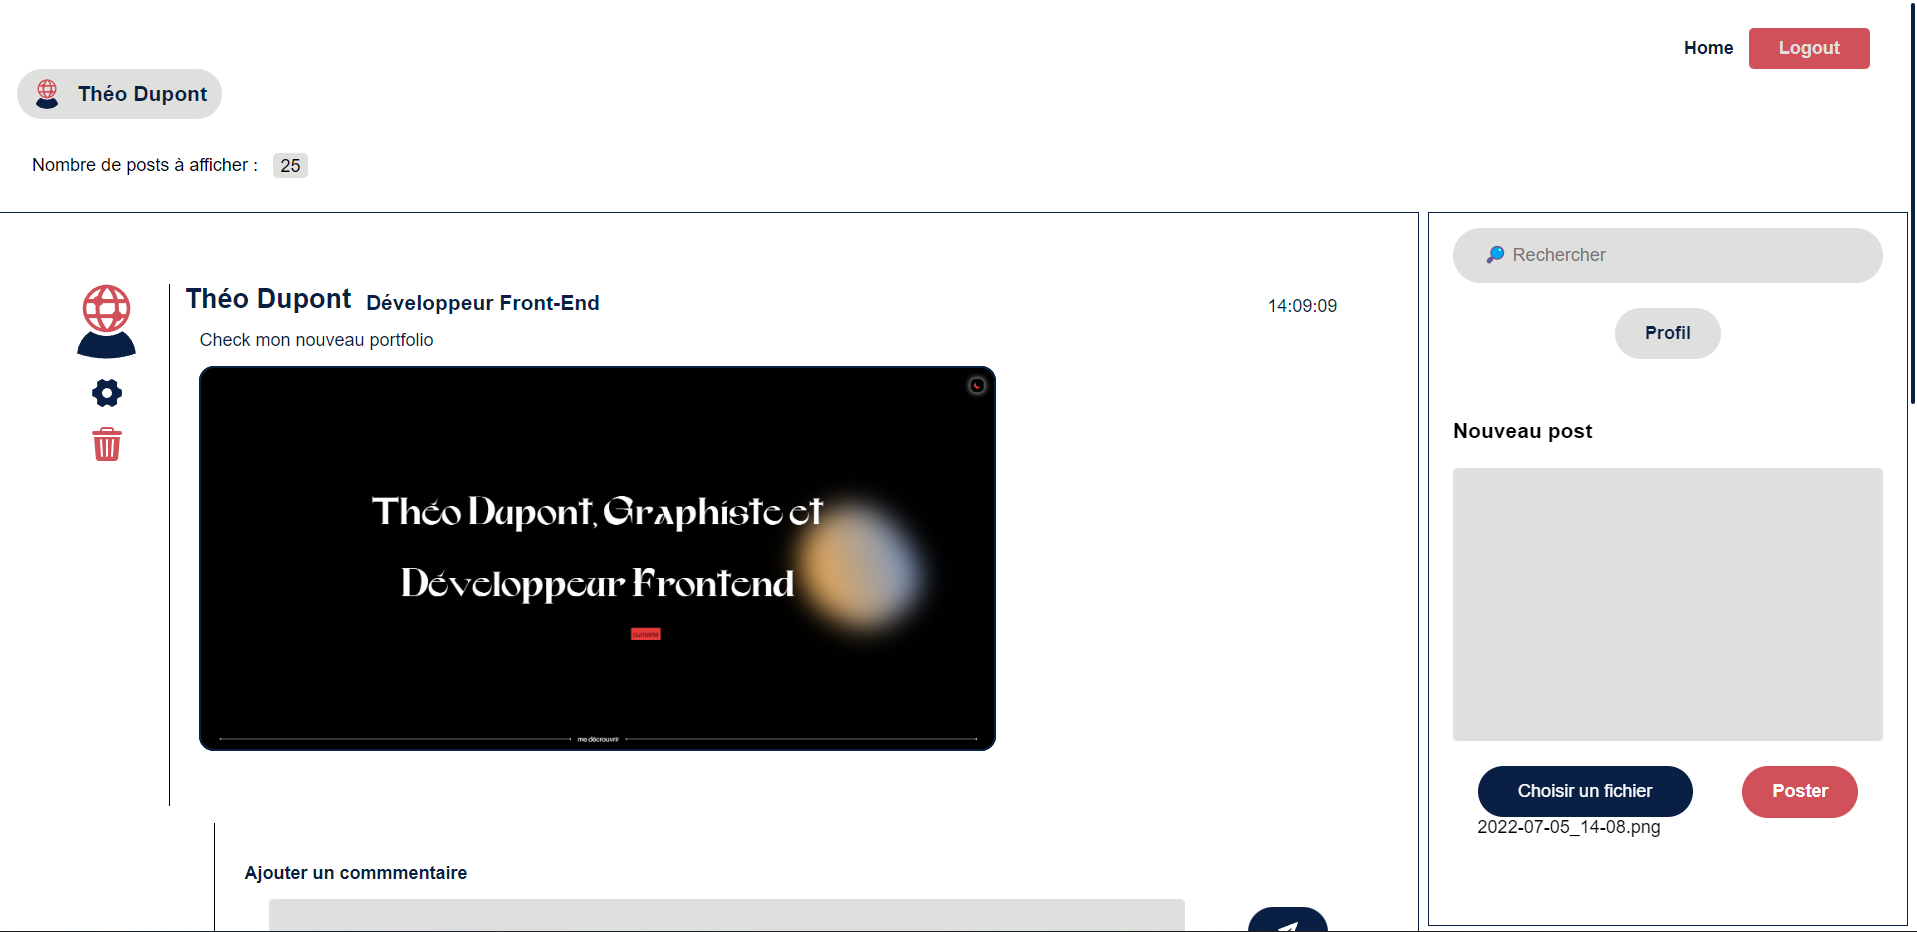 Home
Logout
Théo Dupont
Nombre de posts à afficher :
25
Rechercher
Profil
Théo Dupont
Développeur Front-End
14:09:09
Check mon nouveau portfolio
Théo Dupont, Graphiste et
Développeur Frontend
curiosité
me découvrir
Nouveau post
Choisir un fichier
Poster
2022-07-05_14-08.png
Ajouter un commmentaire